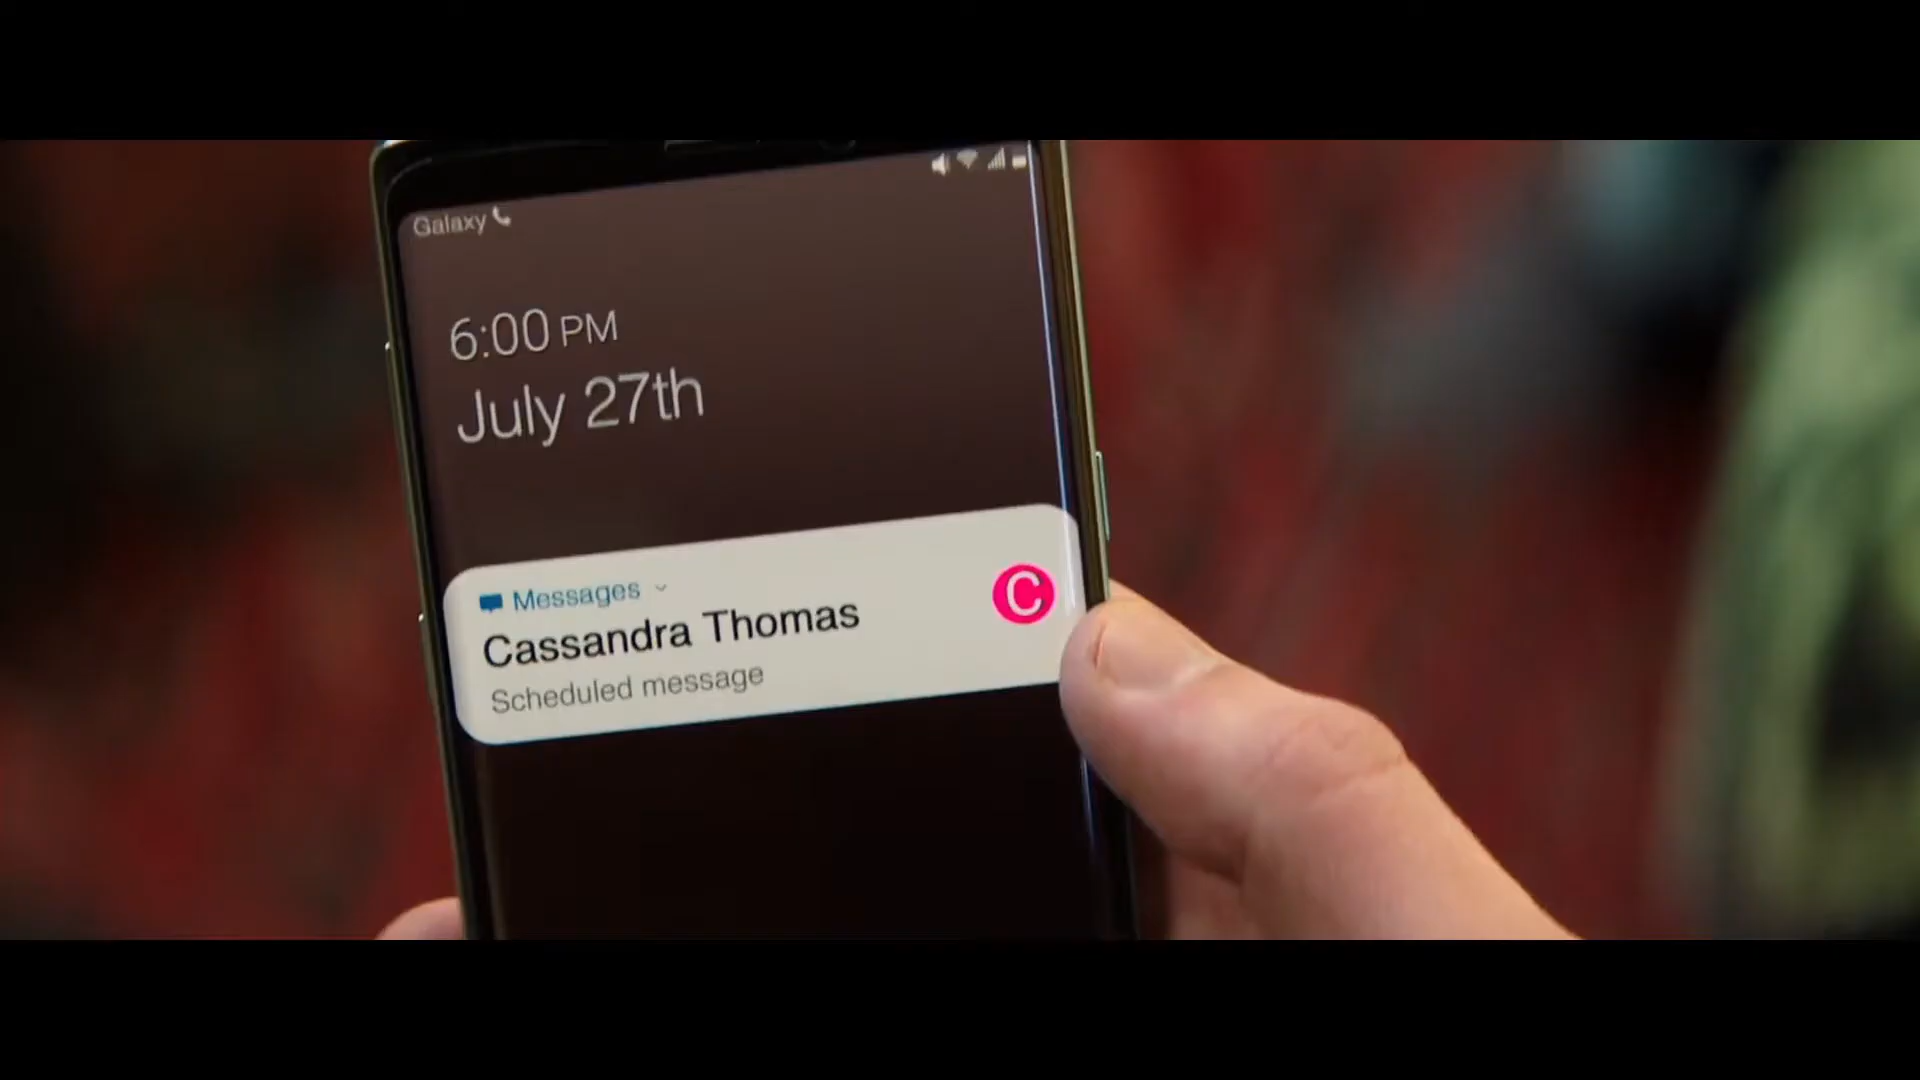 Galaxy
6:00 PM
July 27th
Messages
Cassandra Thomas
C
Scheduled message